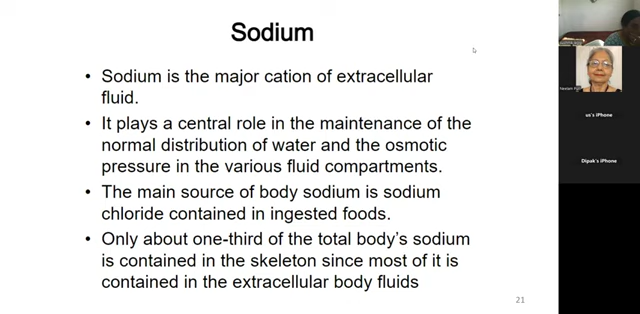 Sodium
• Sodium is the major cation of extracellular
fluid.
• It plays a central role in the maintenance of the
normal distribution of water and the osmotic
pressure in the various fluid compartments.
• The main source of body sodium is sodium
chloride contained in ingested foods.
• Only about one-third of the total body's sodium
is contained in the skeleton since most of it is
contained in the extracellular body fluids
21
us's iPhone
Dipak's iPhone